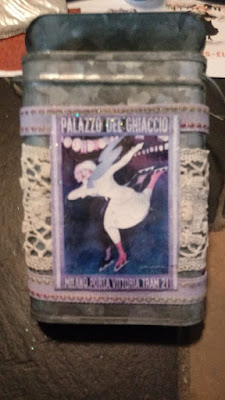 PALAZZO DEL GHIACCIO
MILANO. PORTA VITTORIA. TRAM 21